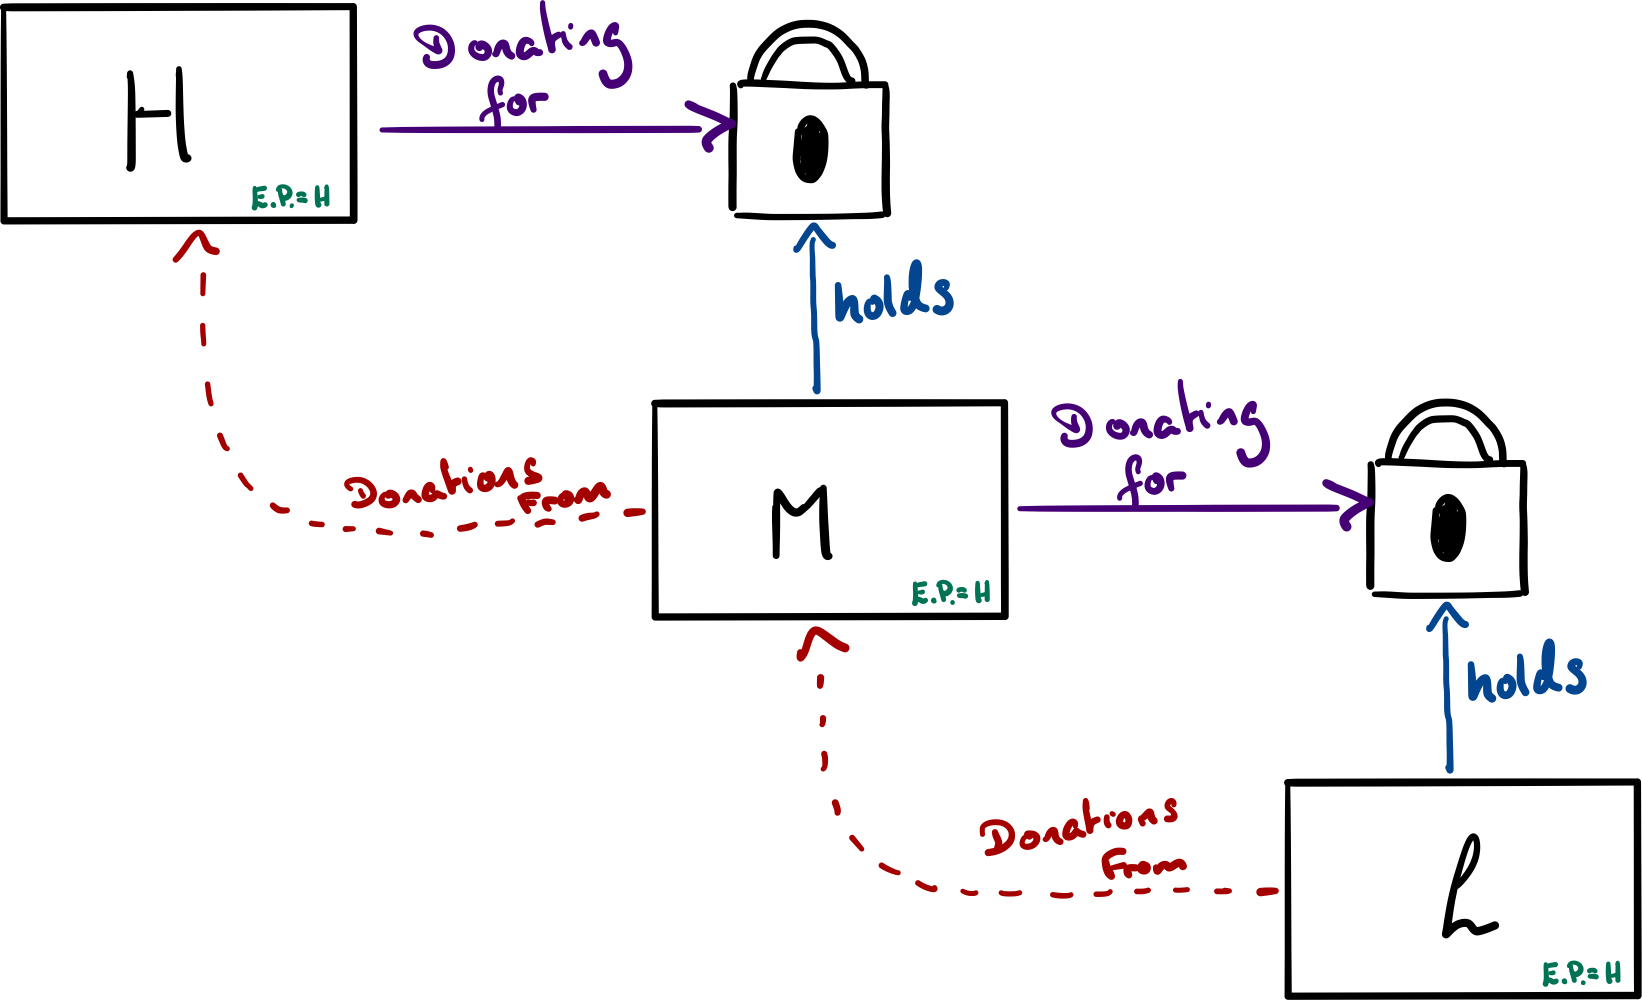 H
E.P.=H
Donating
for
holds
Donations
From
M
E.P.=H
Donating
for
holds
Donations
From
L
E.P.=H